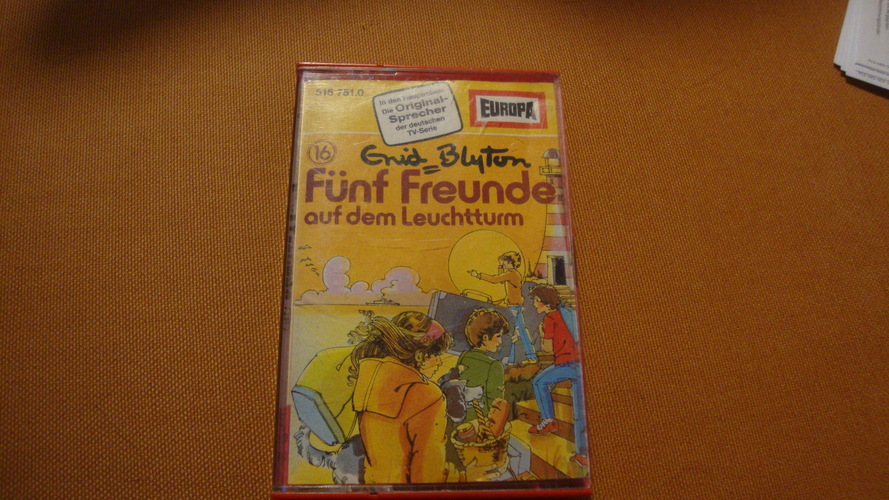 515 751.0
In den Hauptrollen:
Die Original-
Sprecher
der deutschen
TV-Serie
EUROPA
16
Enid Blyton
Fünf Freunde
auf dem Leuchtturm